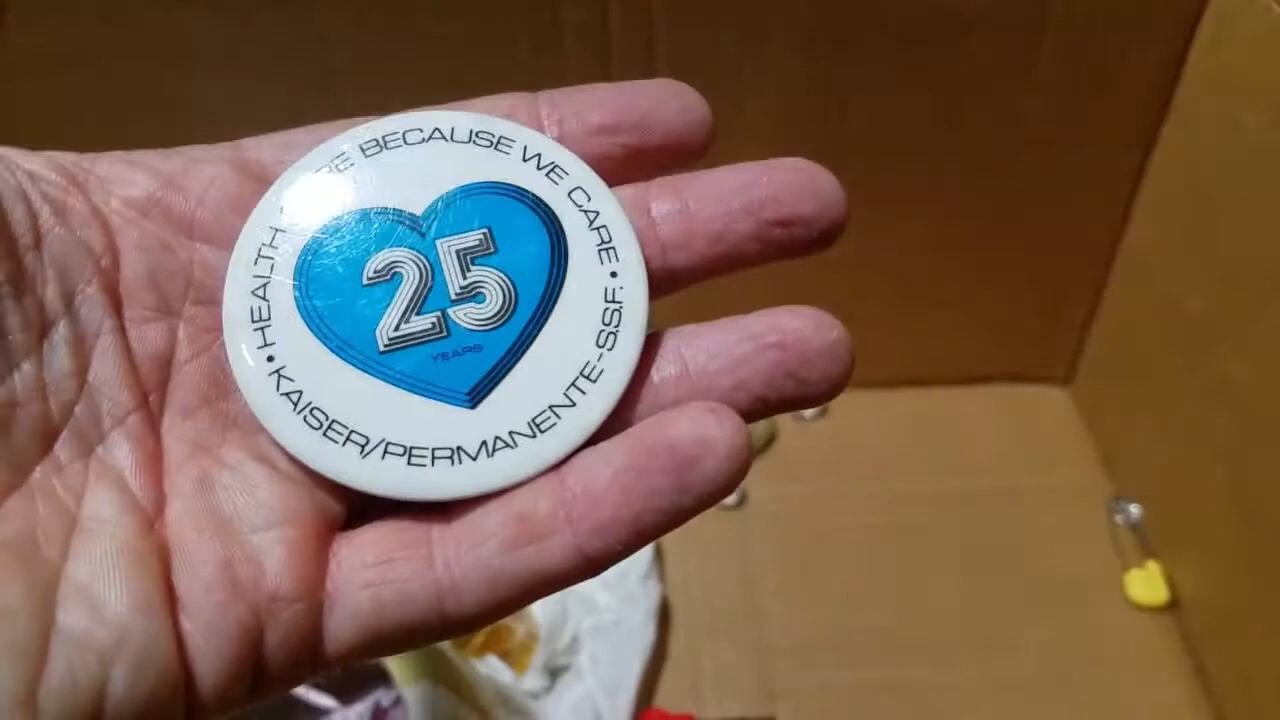 • HEALTH BECAUSE WE CARE •
KAISER/PERMANENTE-S.S.F.
25
YEARS